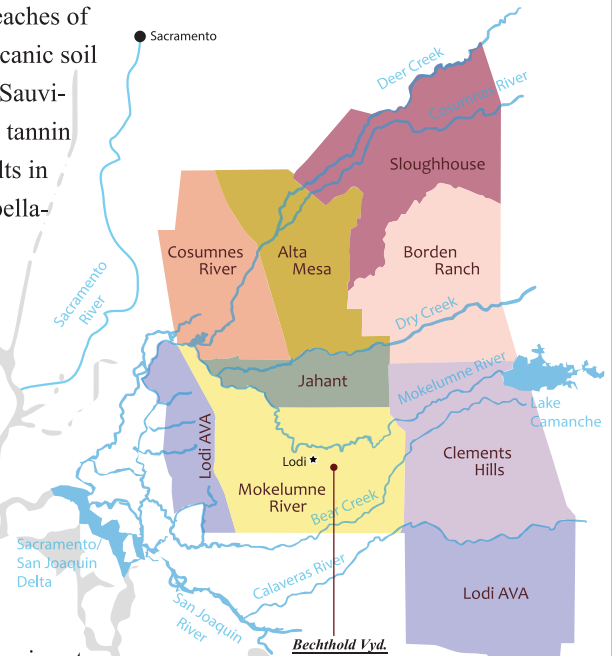 eaches of
canic soil
Sauvi-
tannin
lts in
pella-
Sacramento
Deer Creek
Cosumnes River
Sloughhouse
Cosumnes
River
Alta
Mesa
Borden
Ranch
Sacramento
River
Dry Creek
Jahant
Mokelumne River
Lake
Camanche
Lodi AVA
Lodi
Clements
Hills
Mokelumne
River
Bear Creek
Sacramento/
San Joaquin
Delta
Calaveras River
San Joaquin
River
Lodi AVA
Bechthold Vyd.